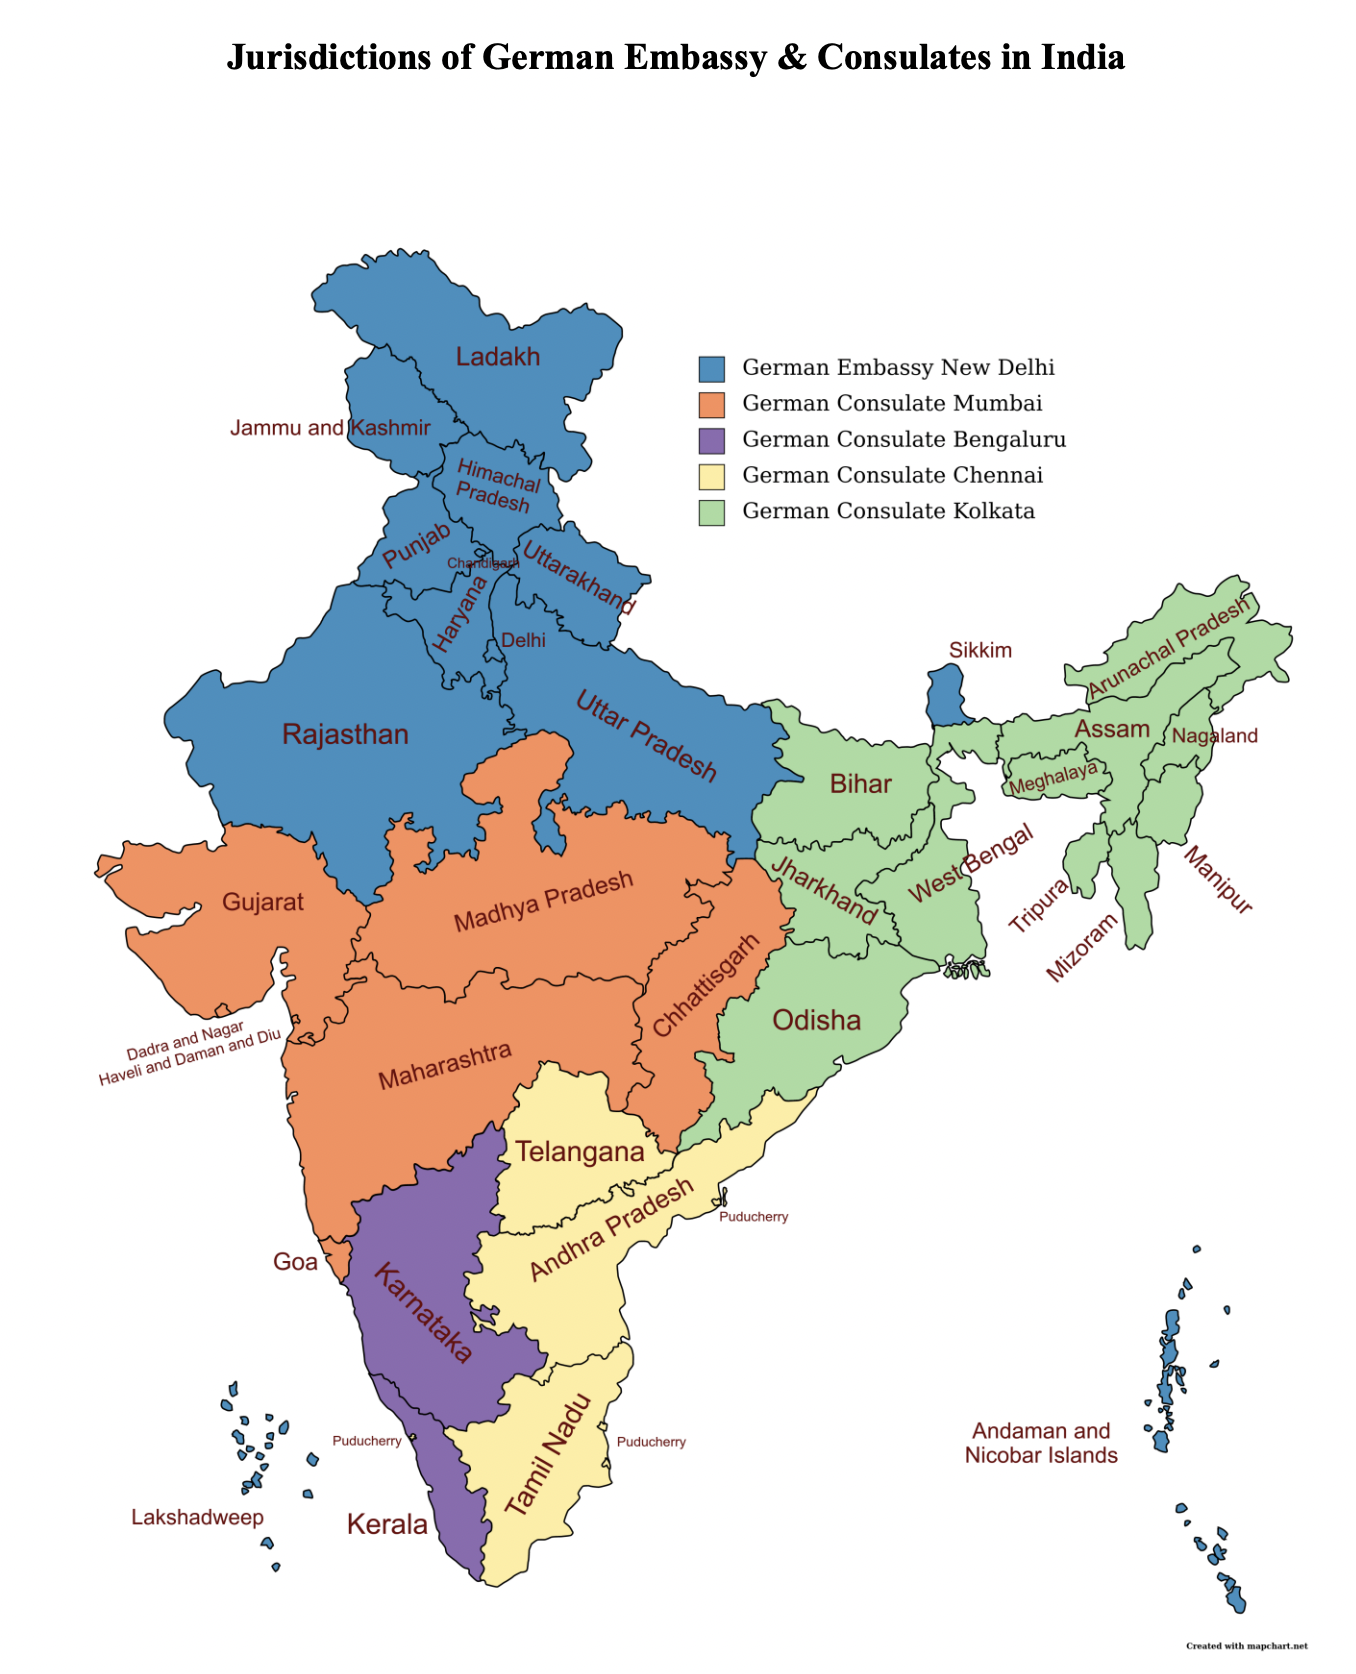 Jurisdictions of German Embassy & Consulates in India
Ladakh
German Embassy New Delhi
German Consulate Mumbai
German Consulate Bengaluru
German Consulate Chennai
German Consulate Kolkata
Jammu and Kashmir
Himachal
Pradesh
Punjab
Chandigarh
Uttarakhand
Haryana
Delhi
Sikkim
Arunachal Pradesh
Rajasthan
Uttar Pradesh
Assam
Nagaland
Meghalaya
Bihar
West Bengal
Jharkhand
Tripura
Manipur
Mizoram
Gujarat
Madhya Pradesh
Chhattisgarh
Odisha
Dadra and Nagar
Haveli and Daman and Diu
Maharashtra
Telangana
Andhra Pradesh
Puducherry
Goa
Karnataka
Tamil Nadu
Puducherry
Puducherry
Andaman and
Nicobar Islands
Lakshadweep
Kerala
Created with mapchart.net